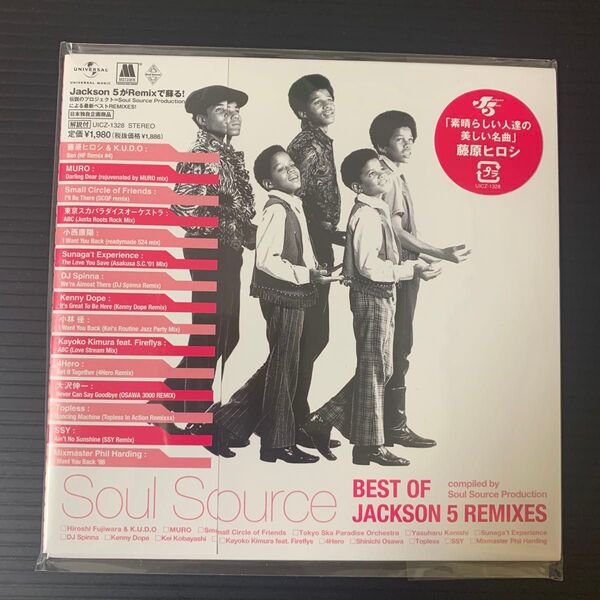 UNIVERSAL
UNIVERSAL MUSIC
MOTOWN
Jackson 5がRemixで蘇る!
伝説のプロジェクト=Soul Source Production
による最新ベストREMIXES!
日本独自企画商品
解説付 UICZ-1328 STEREO
定価¥1,980 (税抜価格¥1,886)
藤原ヒロシ & K.U.D.O :
Ben (HF Remix #4)
MURO :
Darling Dear (rejuvenated by MURO mix)
Small Circle of Friends :
I'll Be There (SCOF remix)
東京スカパラダイスオーケストラ :
ABC (Justa Roots Rock Mix)
小西康陽 :
I Want You Back (readymade 524 mix)
Sunaga't Experience :
The Love You Save (Asakusa S.C.'01 Mix)
DJ Spinna :
We're Almost There (DJ Spinna Remix)
Kenny Dope :
It's Great To Be Here (Kenny Dope Remix)
小林 径 :
I Want You Back (Kei's Routine Jazz Party Mix)
Kayoko Kimura feat. Fireflys :
ABC (Love Stream Mix)
4Hero :
Get It Together (4Hero Remix)
大沢伸一 :
Never Can Say Goodbye (OSAWA 3000 REMIX)
Topless :
Dancing Machine (Topless In Action Remixxx)
SSY :
Ain't No Sunshine (SSY Remix)
Mixmaster Phil Harding :
I Want You Back '86
J5
「素晴らしい人達の
美しい名曲」
藤原ヒロシ
UICZ-1328
Soul Source
BEST OF
JACKSON 5 REMIXES
compiled by
Soul Source Production
□Hiroshi Fujiwara & K.U.D.O □MURO □Small Circle of Friends □Tokyo Ska Paradise Orchestra □Yasuharu Konishi □Sunaga't Experience
□DJ Spinna □Kenny Dope □Kei Kobayashi □Kayoko Kimura feat. Fireflys □4Hero □Shinichi Osawa □Topless □SSY □Mixmaster Phil Harding